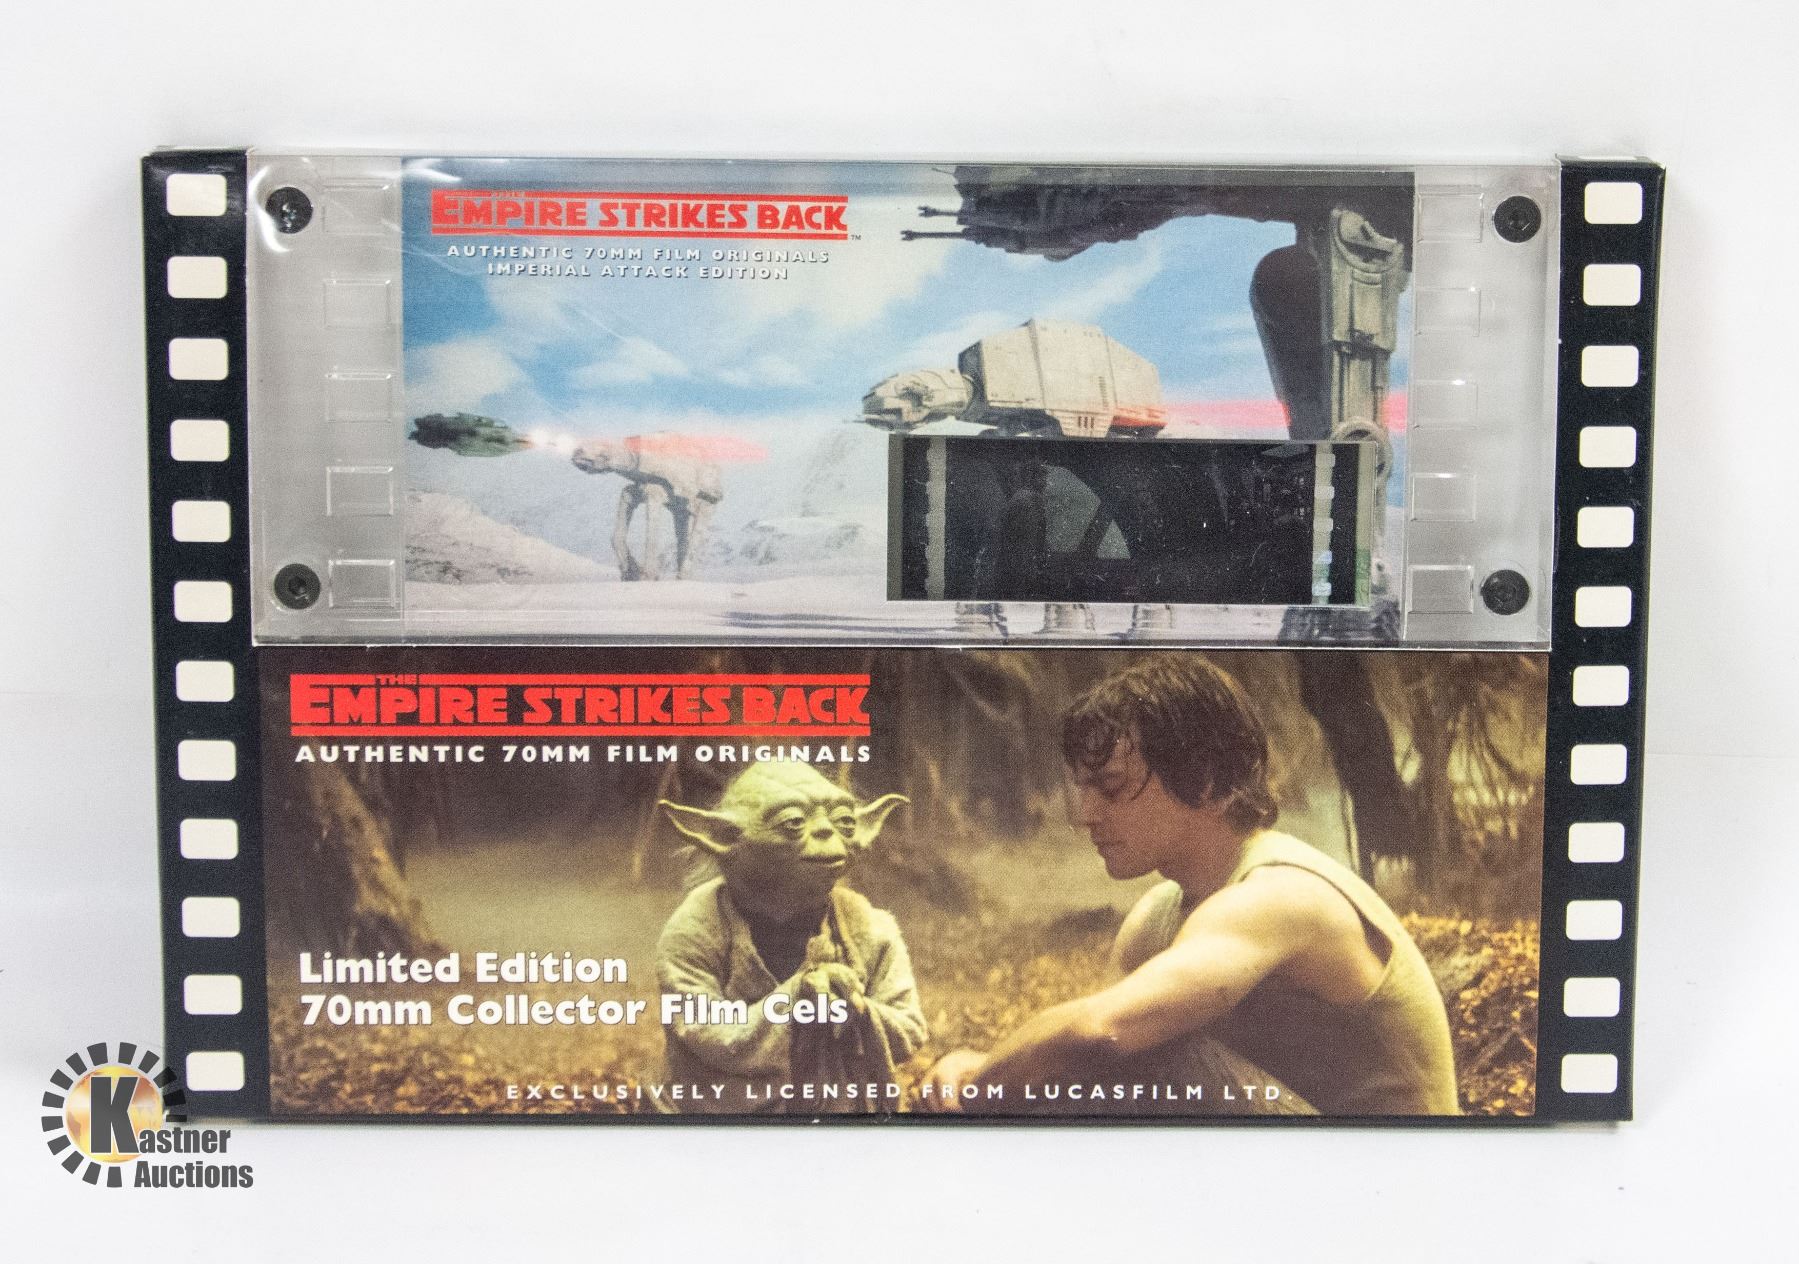 THE
EMPIRE STRIKES BACK™
AUTHENTIC 70MM FILM ORIGINALS
IMPERIAL ATTACK EDITION
THE
EMPIRE STRIKES BACK
AUTHENTIC 70MM FILM ORIGINALS
Limited Edition
70mm Collector Film Cels
EXCLUSIVELY LICENSED FROM LUCASFILM LTD.
Kastner
Auctions